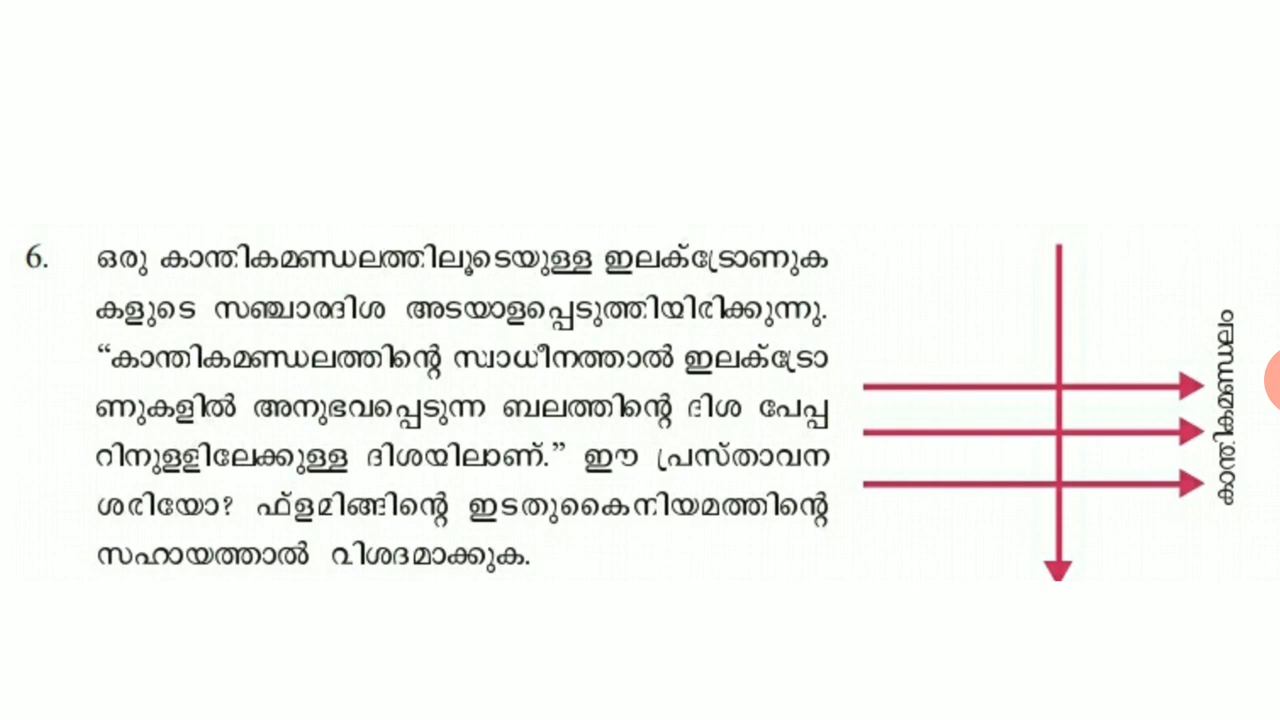 6. ഒരു കാന്തികമണ്ഡലത്തിലൂടെയുള്ള ഇലക്ട്രോണുക
കളുടെ സഞ്ചാരദിശ അടയാളപ്പെടുത്തിയിരിക്കുന്നു.
“കാന്തികമണ്ഡലത്തിന്റെ സ്വാധീനത്താൽ ഇലക്ട്രോ
ണുകളിൽ അനുഭവപ്പെടുന്ന ബലത്തിന്റെ ദിശ പേപ്പ
റിനുള്ളിലേക്കുള്ള ദിശയിലാണ്.” ഈ പ്രസ്താവന
ശരിയോ? ഫ്ളമിങ്ങിന്റെ ഇടതുകൈനിയമത്തിന്റെ
സഹായത്താൽ വിശദമാക്കുക.
കാന്തികമണ്ഡലം